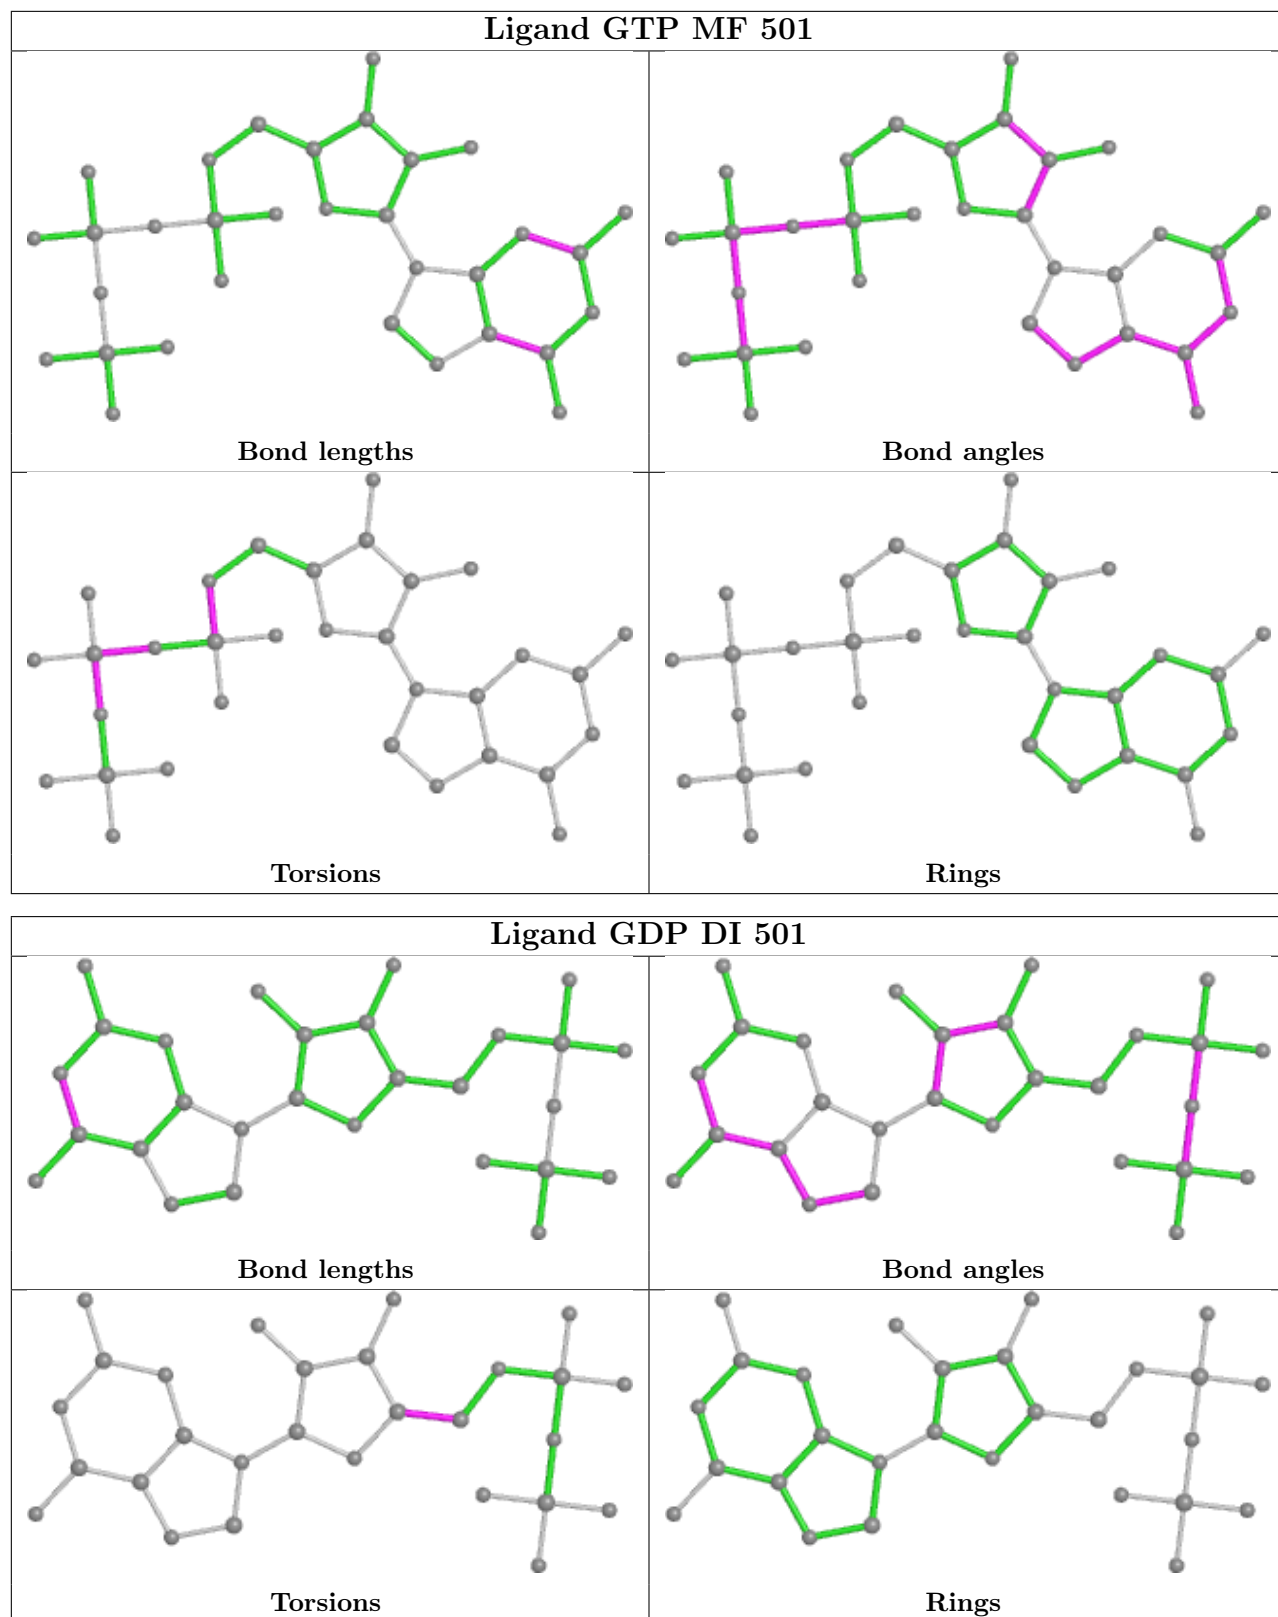 Ligand GTP MF 501
Bond lengths
Bond angles
Torsions
Rings
Ligand GDP DI 501
Bond lengths
Bond angles
Torsions
Rings